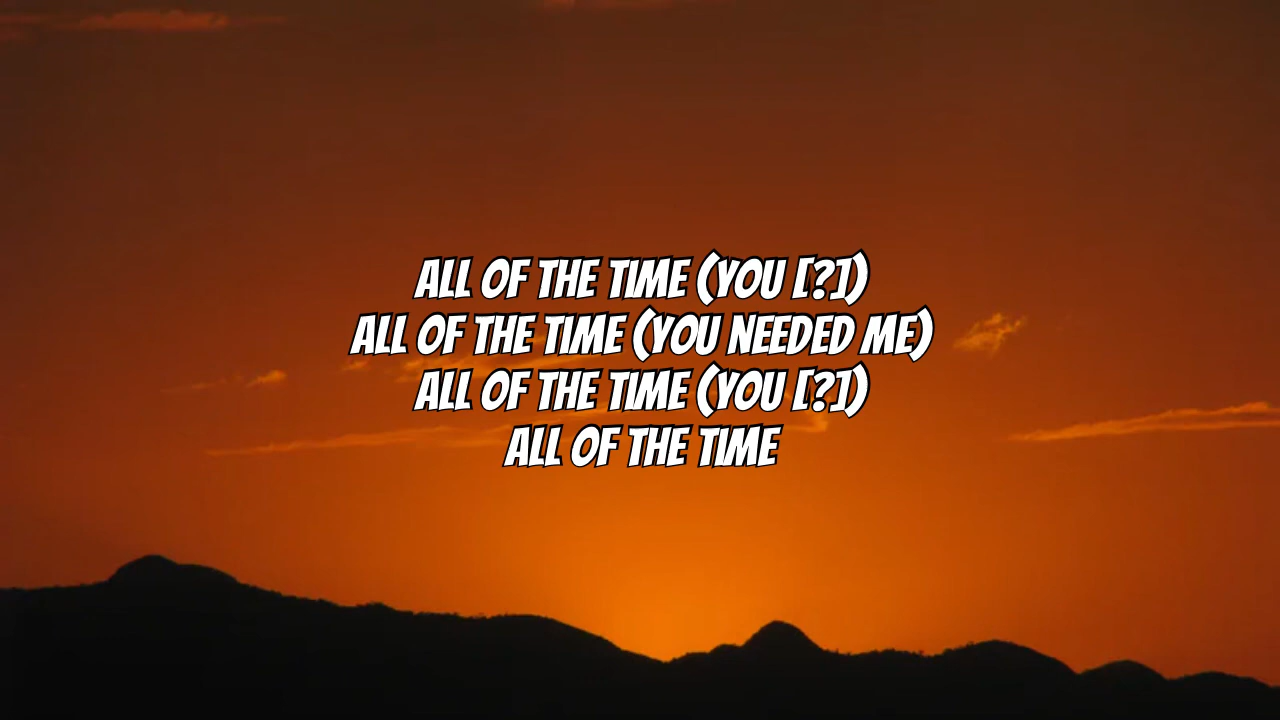 ALL OF THE TIME (YOU [?])
ALL OF THE TIME (YOU NEEDED ME)
ALL OF THE TIME (YOU [?])
ALL OF THE TIME